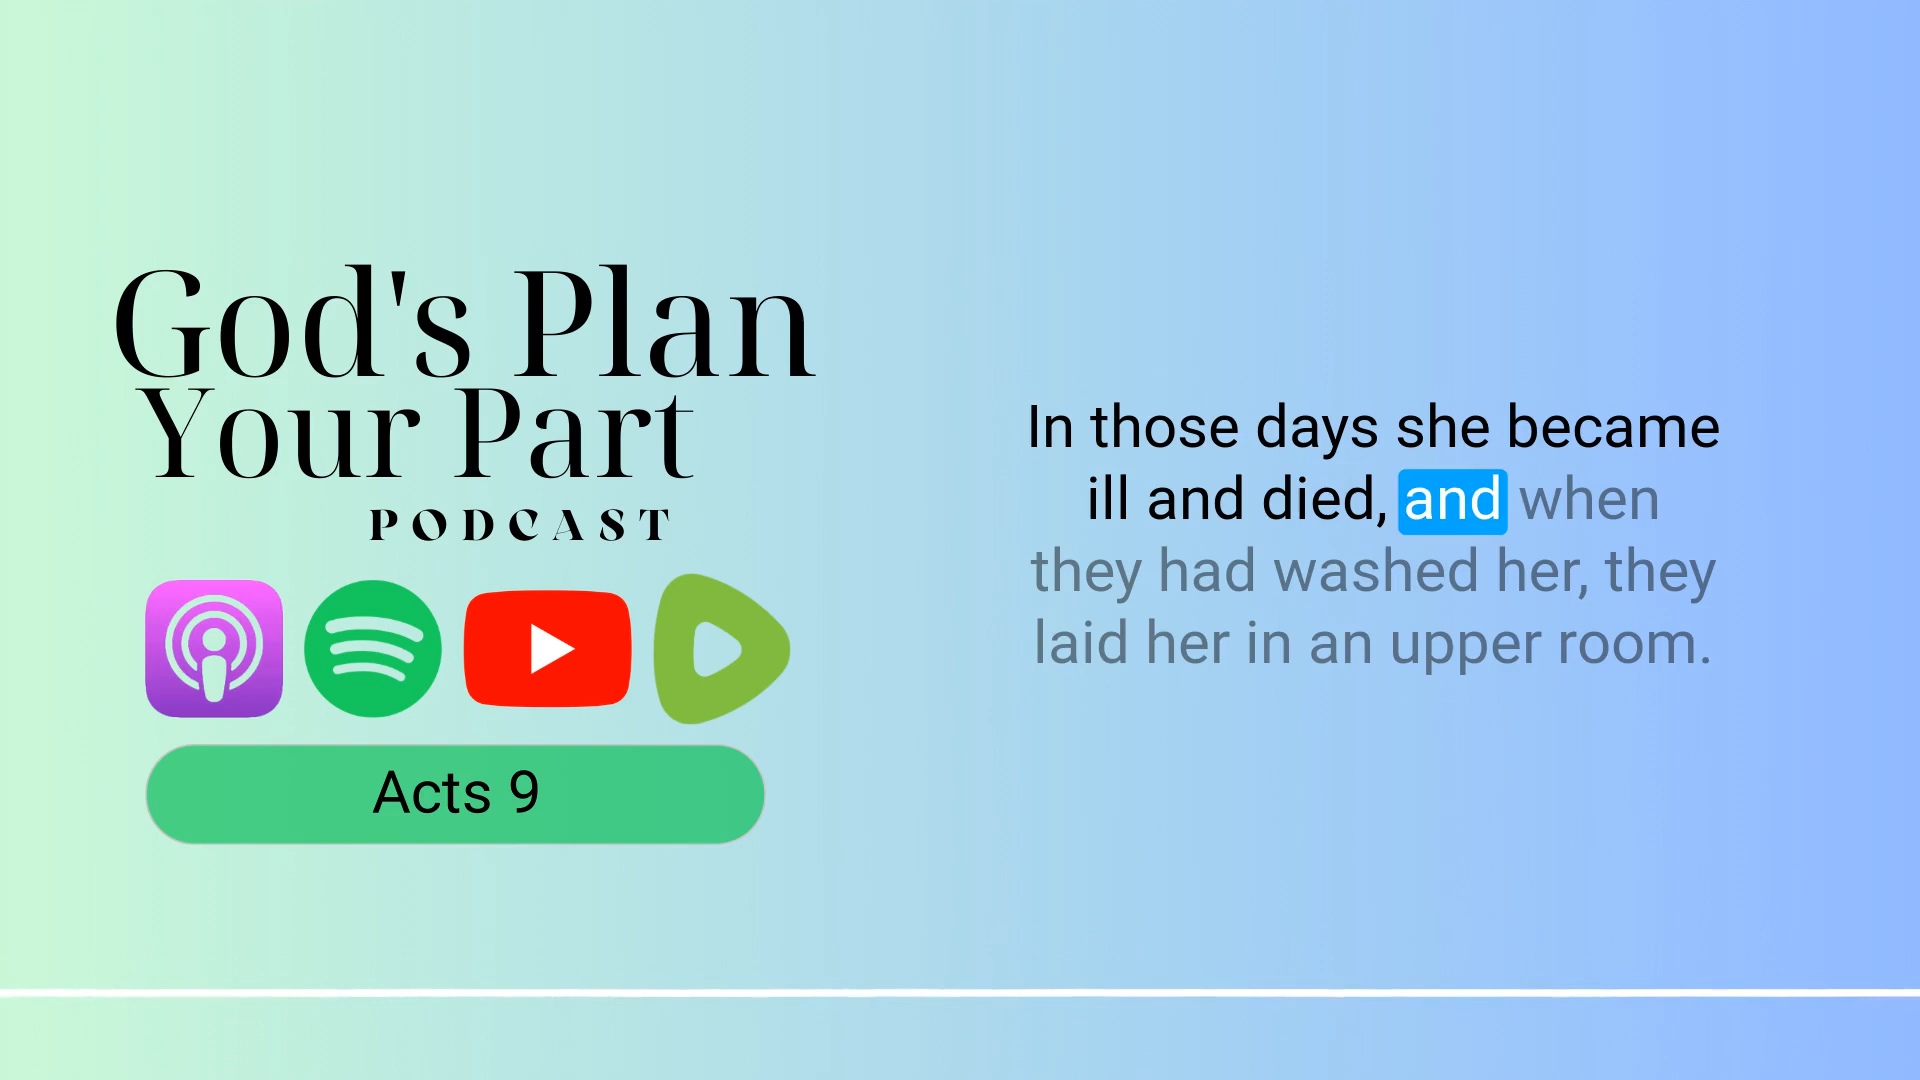 God's Plan
Your Part
PODCAST
Acts 9
In those days she became
ill and died, and when
they had washed her, they
laid her in an upper room.